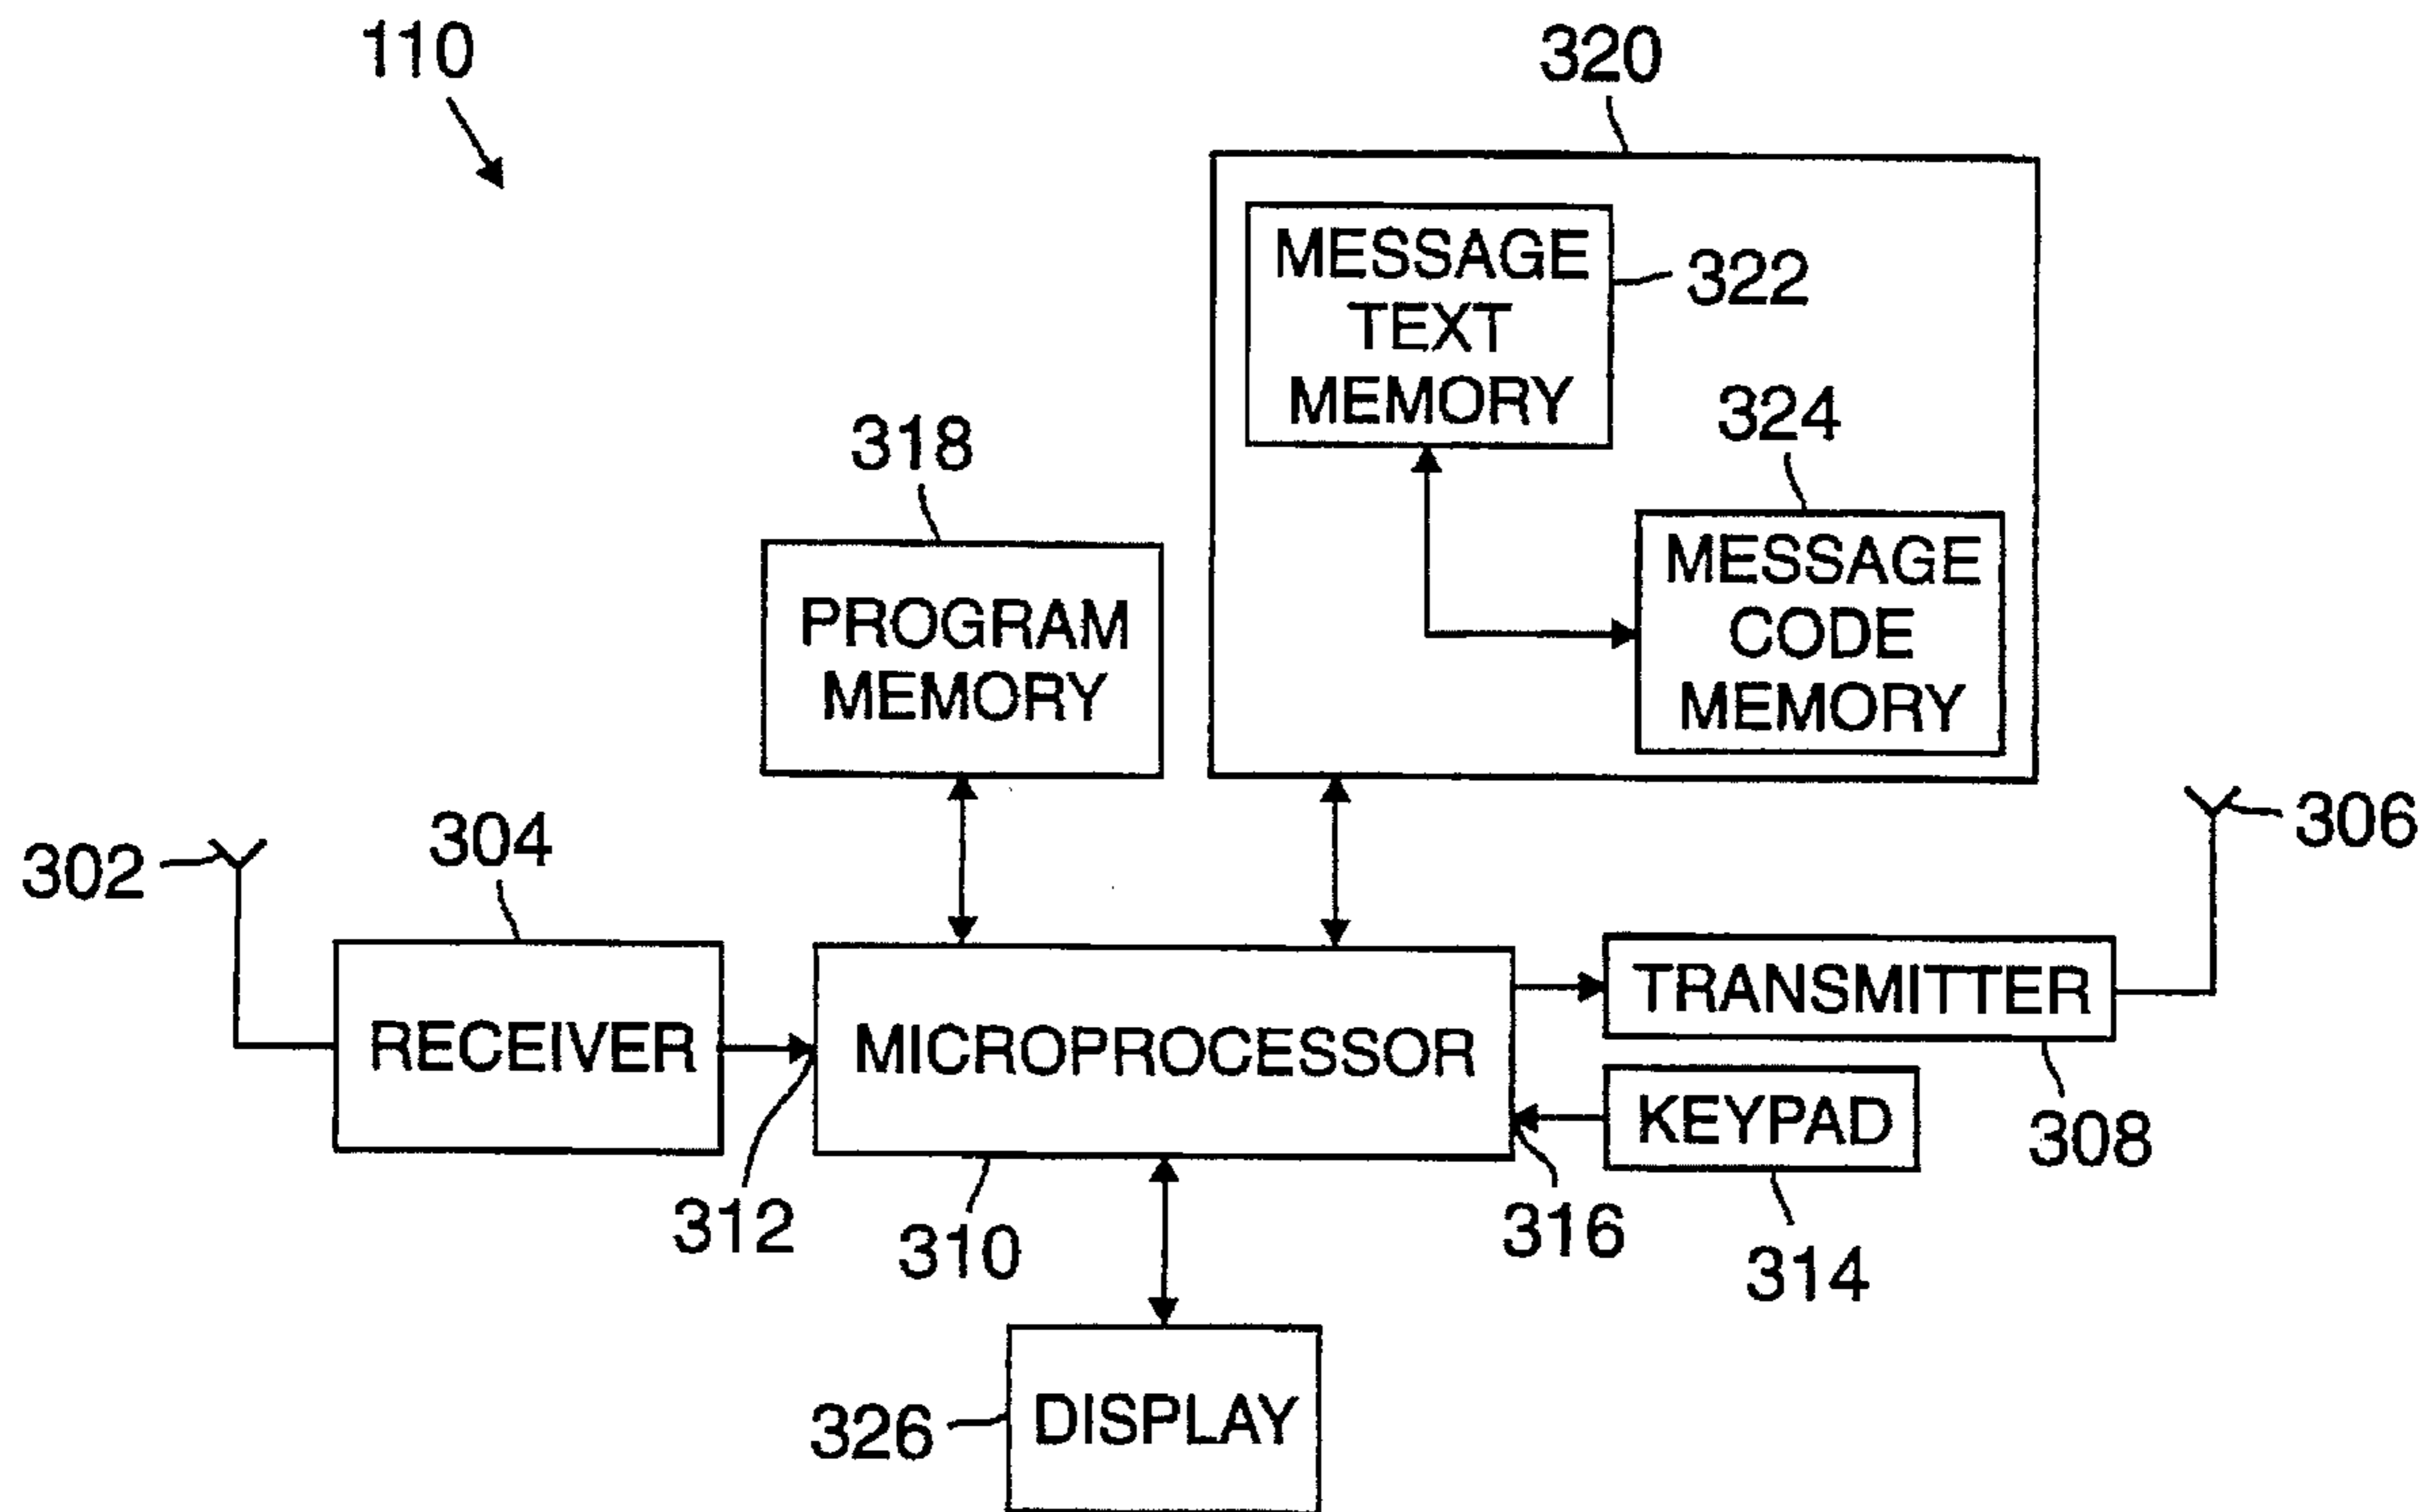 110
320
MESSAGE
TEXT
MEMORY
322
324
MESSAGE
CODE
MEMORY
318
PROGRAM
MEMORY
302
304
306
RECEIVER
MICROPROCESSOR
TRANSMITTER
KEYPAD
308
312
310
316
314
326
DISPLAY